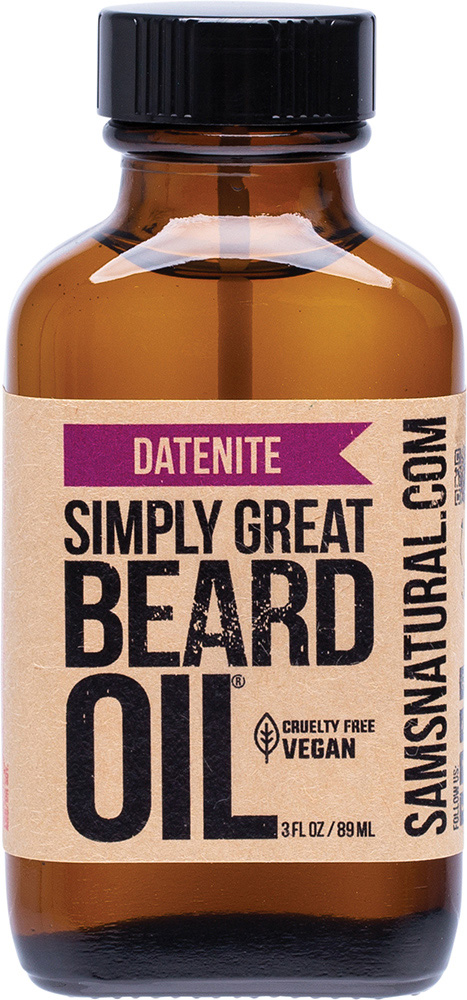 DATENITE
SIMPLY GREAT
BEARD
OIL®
CRUELTY FREE
VEGAN
3 FL OZ / 89 ML
SAMSNATURAL.COM
FOLLOW US: